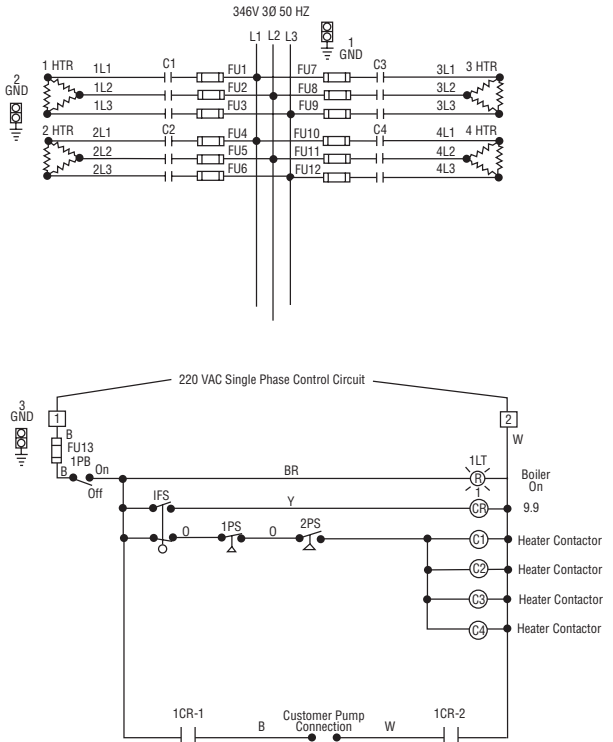 346V 3Ø 50 HZ
L1 L2 L3
1
GND
1 HTR 1L1 C1 FU1 FU7 C3 3L1 3 HTR
2
GND
1L2 FU2 FU8 3L2
1L3 FU3 FU9 3L3
2 HTR 2L1 C2 FU4 FU10 C4 4L1 4 HTR
2L2 FU5 FU11 4L2
2L3 FU6 FU12 4L3
220 VAC Single Phase Control Circuit
3
GND
1 2
B W
FU13
1PB
B On BR 1LT R Boiler
On
Off
IFS Y 1 CR 9.9
O 1PS O 2PS C1 Heater Contactor
C2 Heater Contactor
C3 Heater Contactor
C4 Heater Contactor
1CR-1 B Customer Pump
Connection W 1CR-2